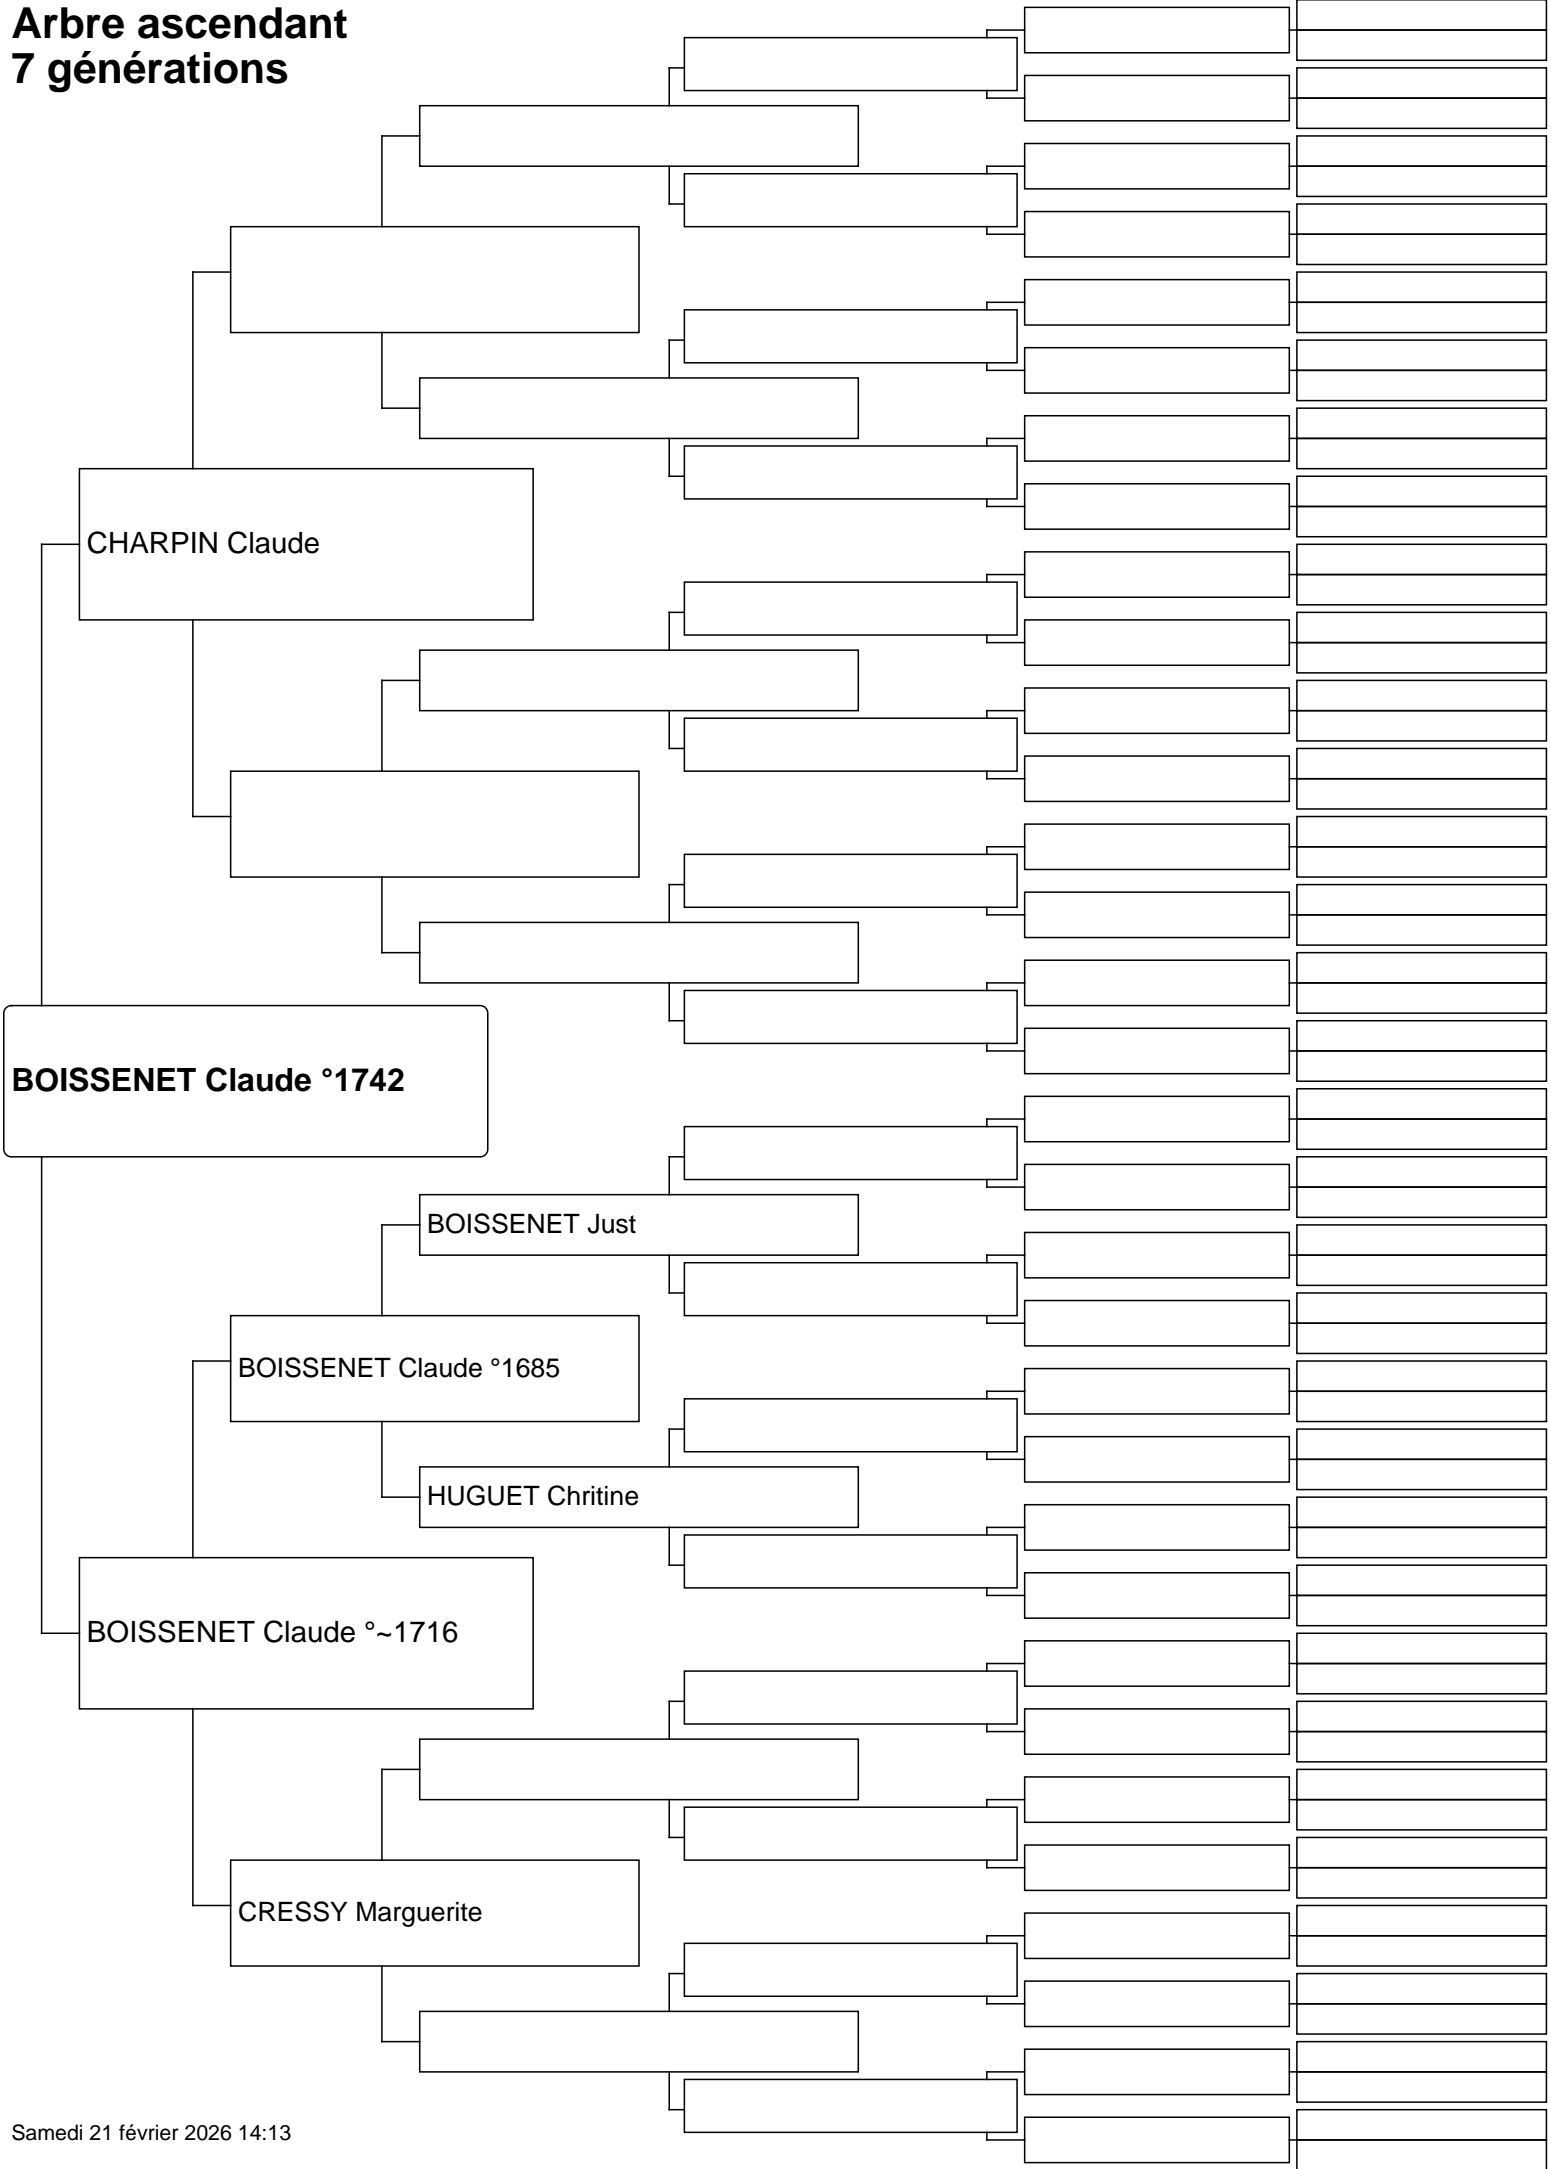 Arbre ascendant
7 générations
CHARPIN Claude
BOISSENET Claude °1742
BOISSENET Just
BOISSENET Claude °1685
HUGUET Chritine
BOISSENET Claude °~1716
CRESSY Marguerite
Samedi 21 février 2026 14:13